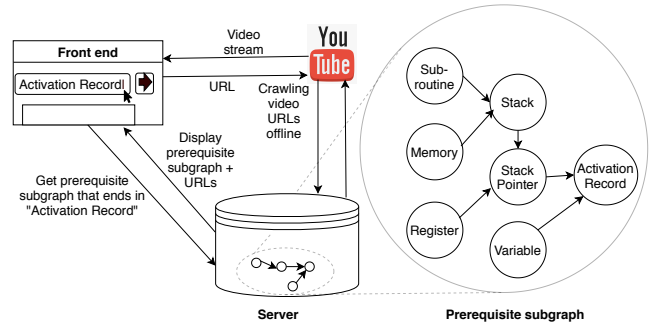 Front end
Activation Record
Video
stream
You
Tube
URL
Crawling
video
URLs
offline
Display
prerequisite
subgraph +
URLs
Get prerequisite
subgraph that ends in
"Activation Record"
Server
Sub-
routine
Stack
Memory
Stack
Pointer
Activation
Record
Register
Variable
Prerequisite subgraph